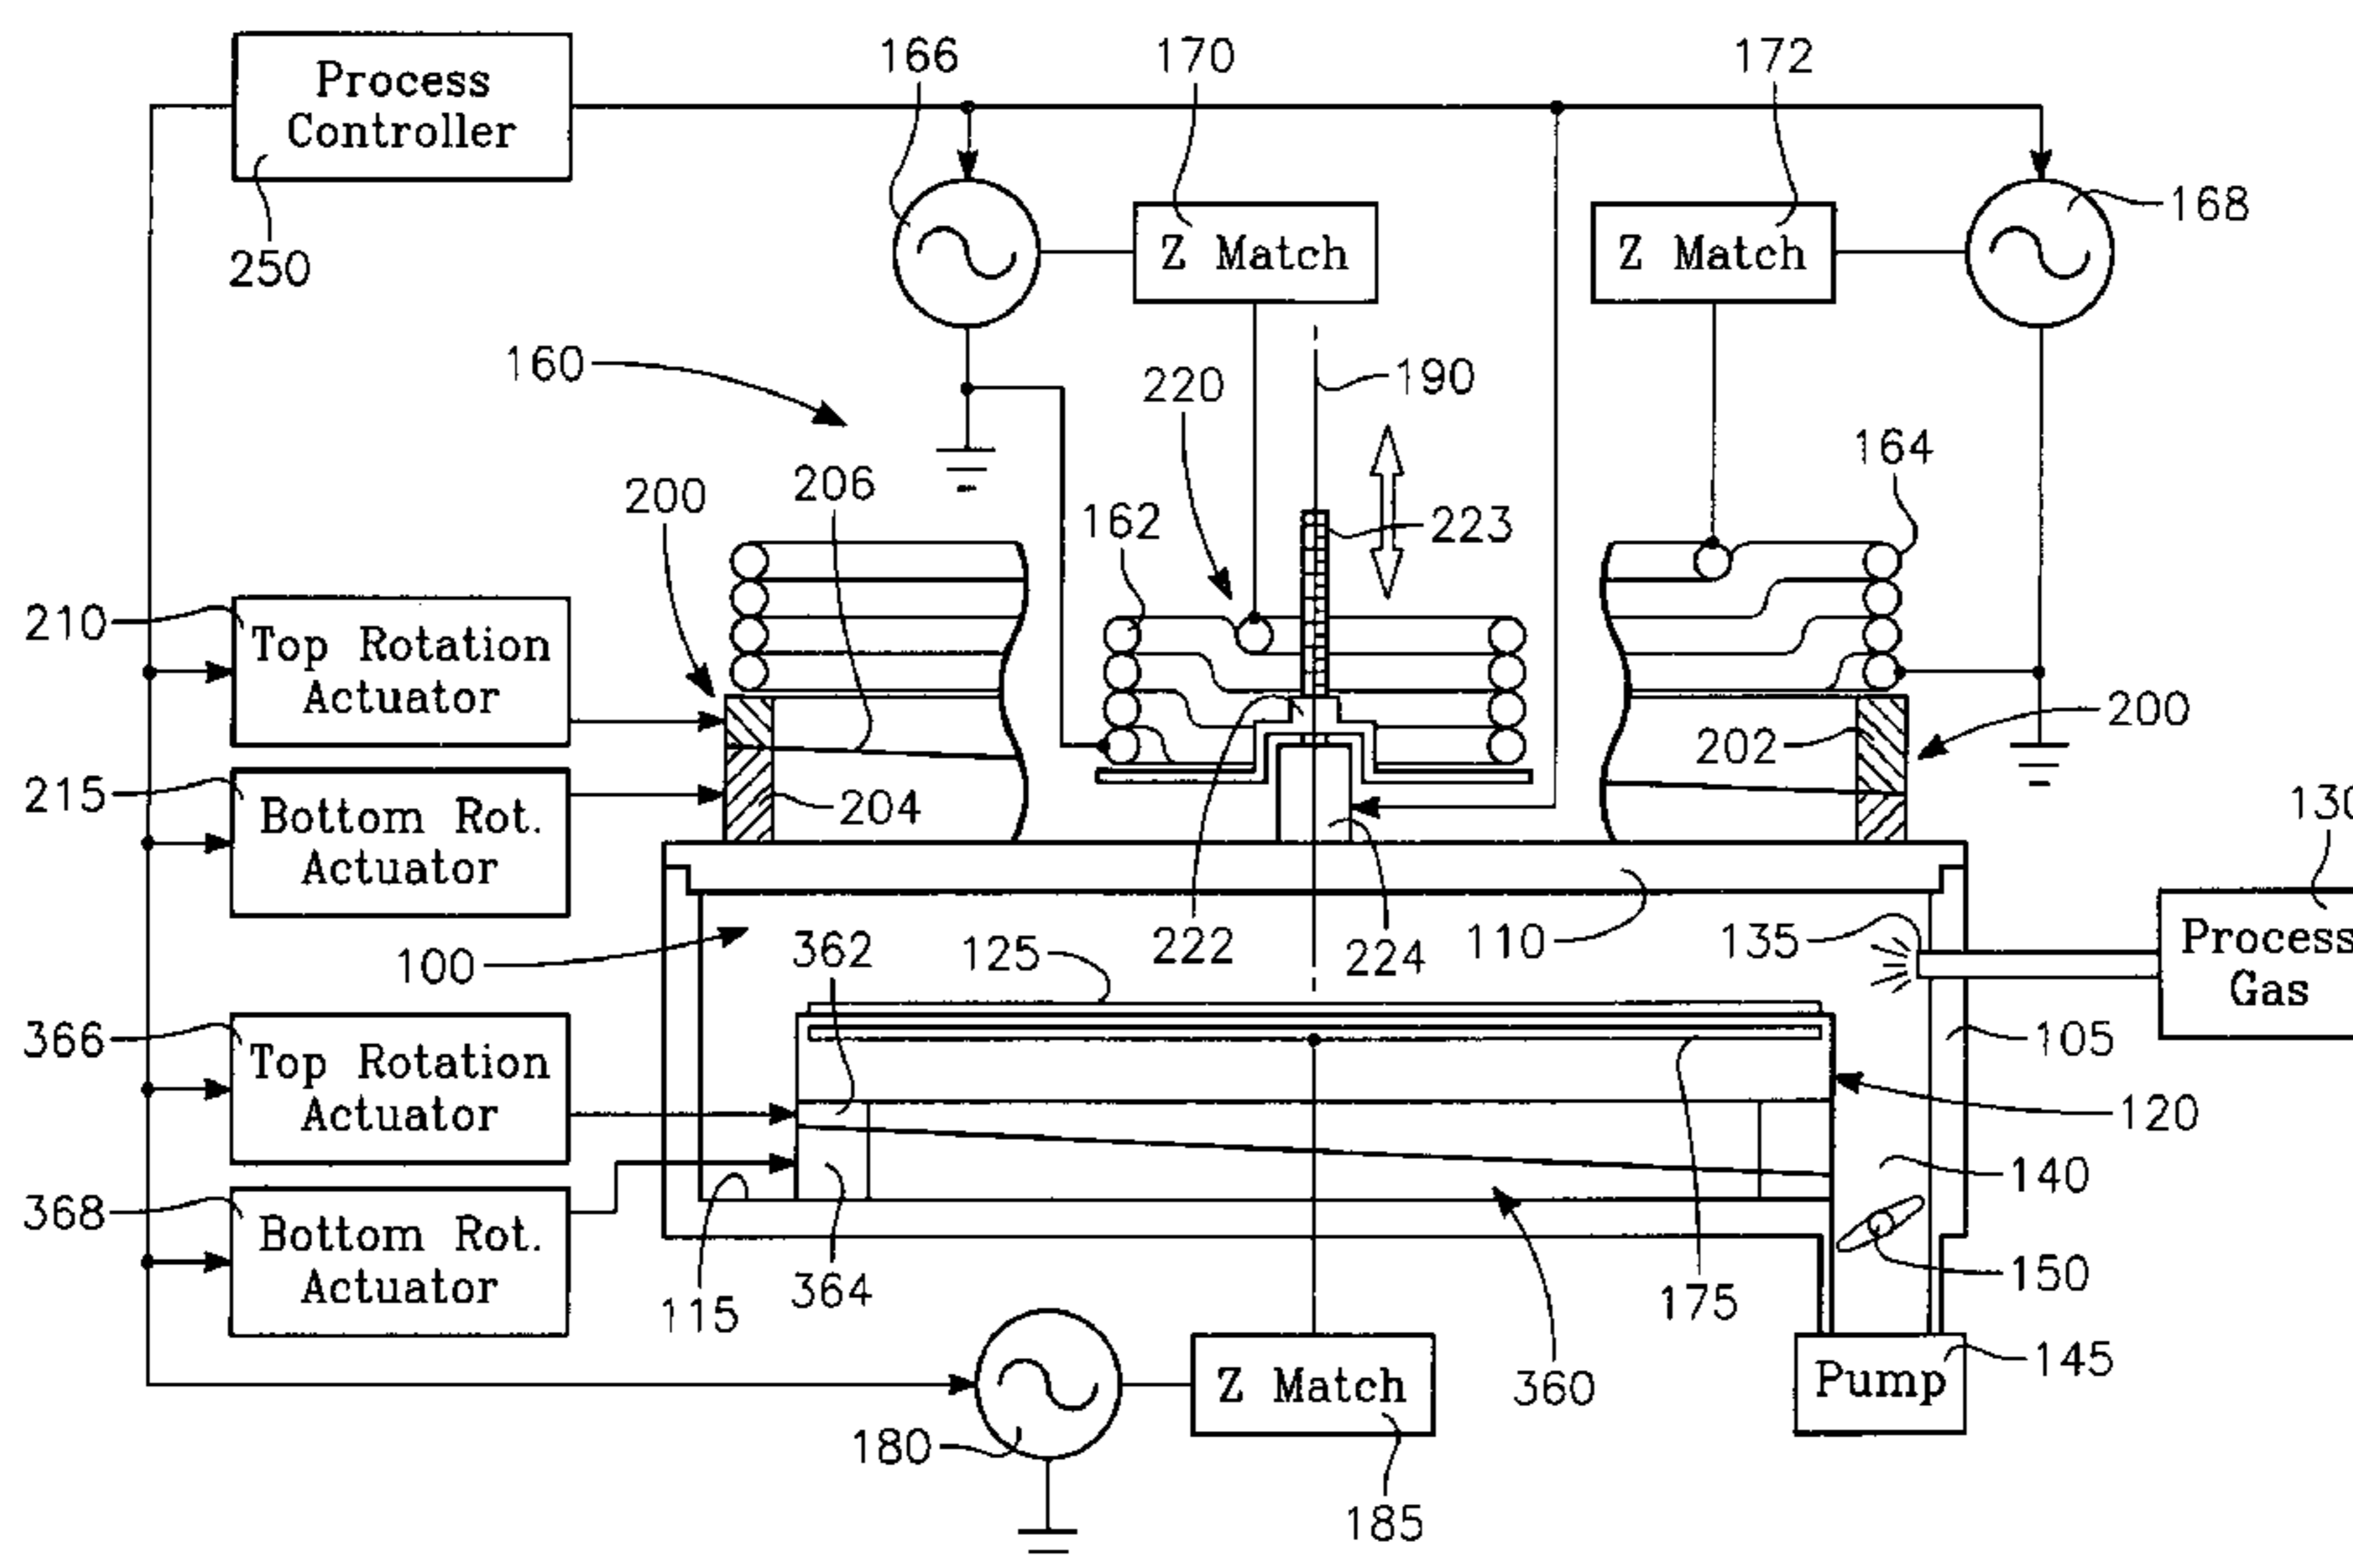 166
170
172
Process
Controller
250
Z Match
Z Match
168
160
190
220
164
200
206
162
223
210
Top Rotation
Actuator
202
200
215
Bottom Rot.
Actuator
204
130
100
362
125
222
224
110
135
Process
Gas
366
Top Rotation
Actuator
105
120
140
368
Bottom Rot.
Actuator
115
364
175
150
360
180
Z Match
Pump
145
185